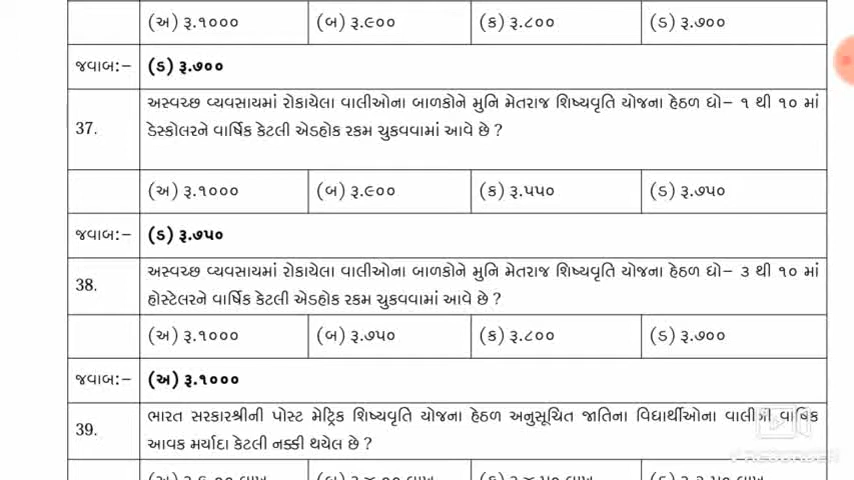 (અ) રૂ.૧૦૦૦ (બ) રૂ.૯૦૦ (ક) રૂ.૮૦૦ (ડ) રૂ.૭૦૦
જવાબ:- (ડ) રૂ.૭૦૦
37. અસ્વચ્છ વ્યવસાયમાં રોકાયેલા વાલીઓના બાળકોને મુનિ મેતરાજ શિષ્યવૃતિ યોજના હેઠળ ધો- ૧ થી ૧૦ માં
ડેસ્કોલરને વાર્ષિક કેટલી એડહોક રકમ ચુકવવામાં આવે છે ?
(અ) રૂ.૧૦૦૦ (બ) રૂ.૯૦૦ (ક) રૂ.૫૫૦ (ડ) રૂ.૭૫૦
જવાબ:- (ડ) રૂ.૭૫૦
38. અસ્વચ્છ વ્યવસાયમાં રોકાયેલા વાલીઓના બાળકોને મુનિ મેતરાજ શિષ્યવૃતિ યોજના હેઠળ ધો- ૩ થી ૧૦ માં
હોસ્ટેલરને વાર્ષિક કેટલી એડહોક રકમ ચુકવવામાં આવે છે ?
(અ) રૂ.૧૦૦૦ (બ) રૂ.૭૫૦ (ક) રૂ.૮૦૦ (ડ) રૂ.૭૦૦
જવાબ:- (અ) રૂ.૧૦૦૦
39. ભારત સરકારશ્રીની પોસ્ટ મેટ્રિક શિષ્યવૃતિ યોજના હેઠળ અનુસૂચિત જાતિના વિદ્યાર્થીઓના વાલીની વાર્ષિક
આવક મર્યાદા કેટલી નક્કી થયેલ છે ?